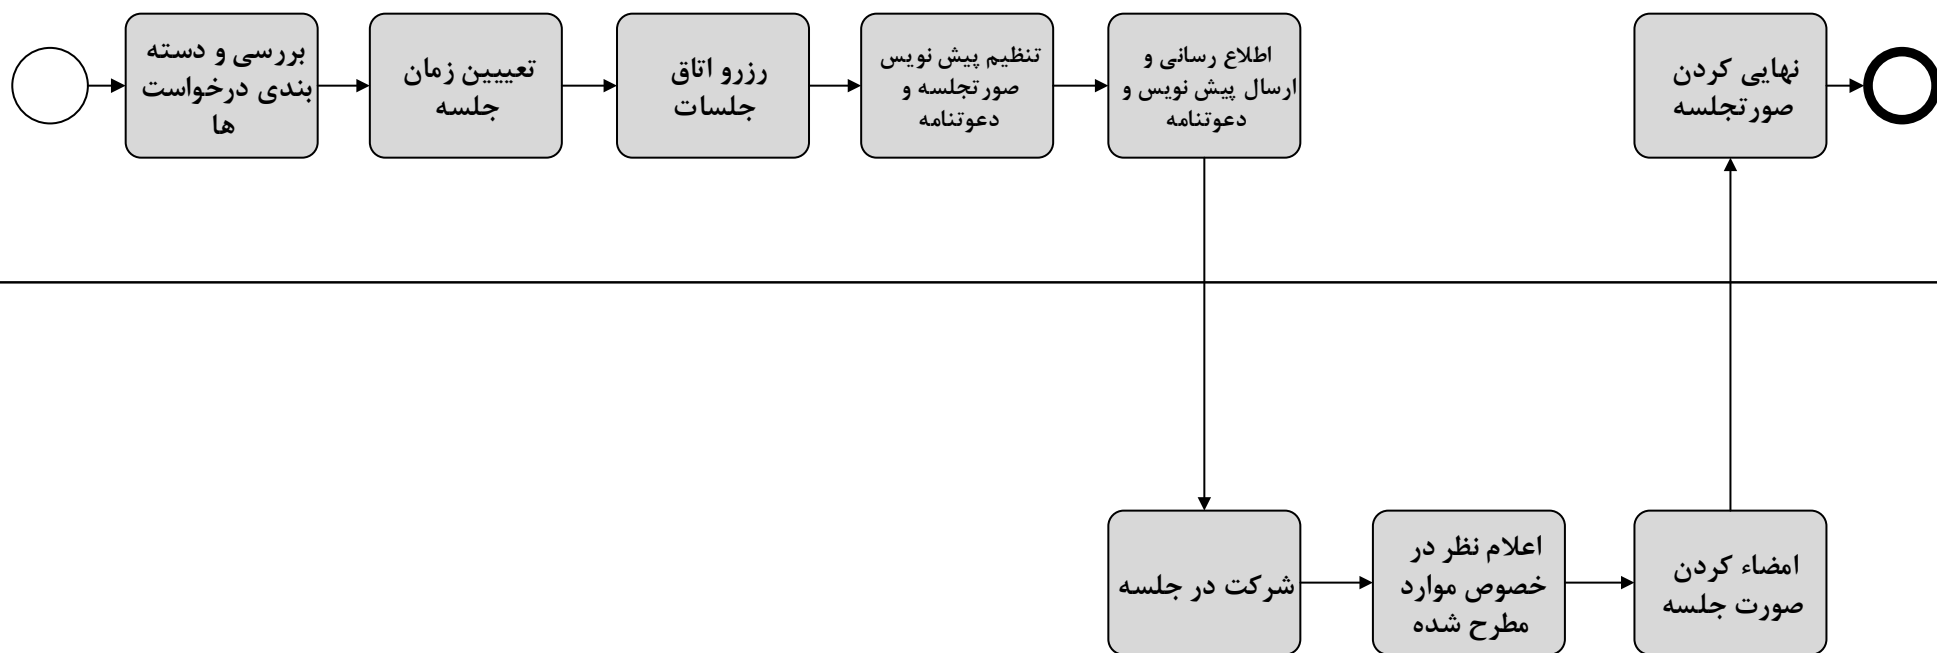 بررسی و دسته
بندی درخواست
ها
تعییین زمان
جلسه
رزرو اتاق
جلسات
تنظیم پیش نویس
صورتجلسه و
دعوتنامه
اطلاع رسانی و
ارسال پیش نویس و
دعوتنامه
نهایی کردن
صورتجلسه
شرکت در جلسه
اعلام نظر در
خصوص موارد
مطرح شده
امضاء کردن
صورت جلسه